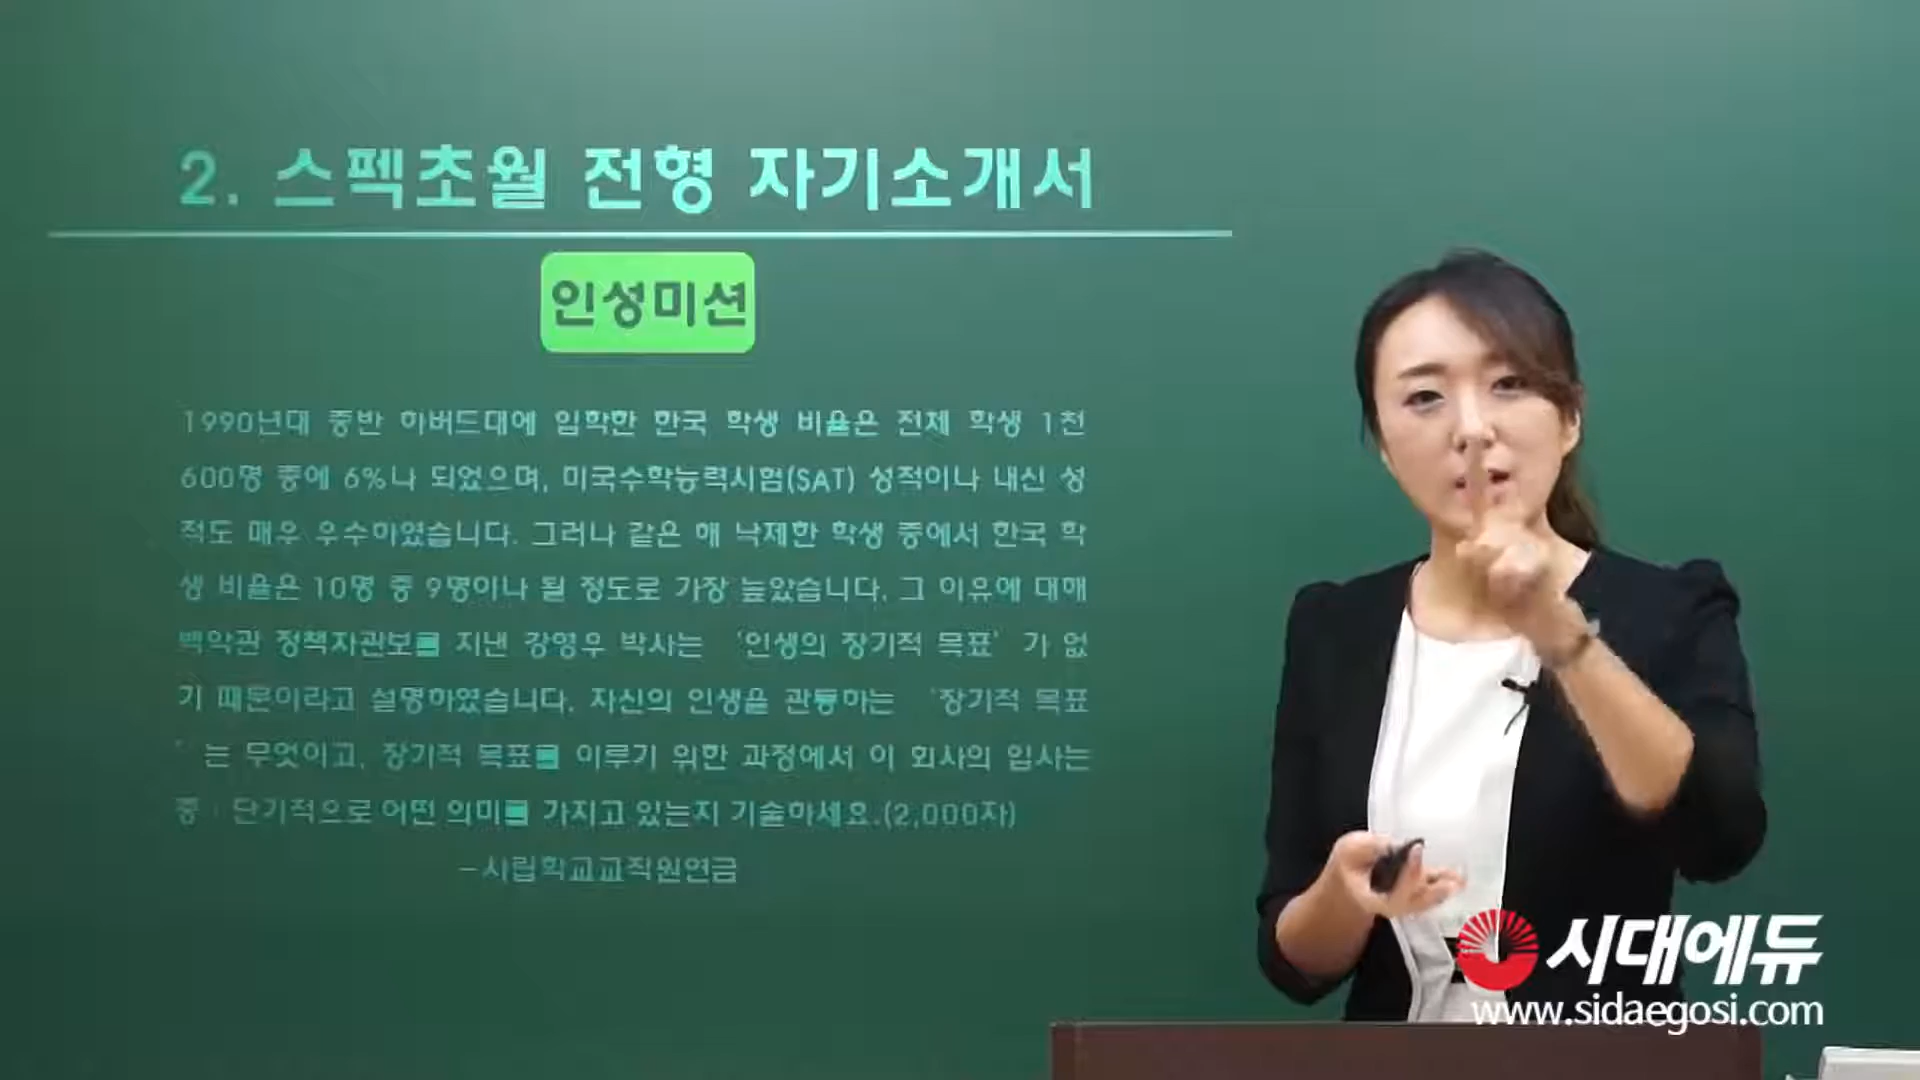 2. 스펙초월 전형 자기소개서
인성미션
1990년대 중반 하버드대에 입학한 한국 학생 비율은 전체 학생 1천
600명 중에 6%나 되었으며, 미국수학능력시험(SAT) 성적이나 내신 성
적도 매우 우수하였습니다. 그러나 같은 해 낙제한 학생 중에서 한국 학
생 비율은 10명 중 9명이나 될 정도로 가장 높았습니다. 그 이유에 대해
백악관 정책차관보를 지낸 강영우 박사는 '인생의 장기적 목표' 가 없
기 때문이라고 설명하였습니다. 자신의 인생을 관통하는 '장기적 목표
' 는 무엇이고, 장기적 목표를 이루기 위한 과정에서 이 회사의 입사는
중·단기적으로 어떤 의미를 가지고 있는지 기술하세요.(2,000자)
-사립학교교직원연금
시대에듀
www.sidaegosi.com